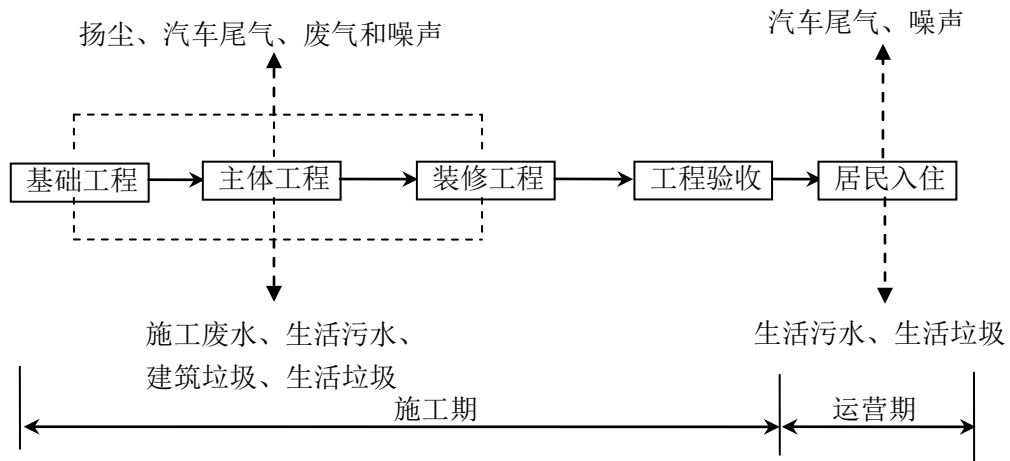 扬尘、汽车尾气、废气和噪声
汽车尾气、噪声
基础工程
主体工程
装修工程
工程验收
居民入住
施工废水、生活污水、
建筑垃圾、生活垃圾
生活污水、生活垃圾
施工期
运营期